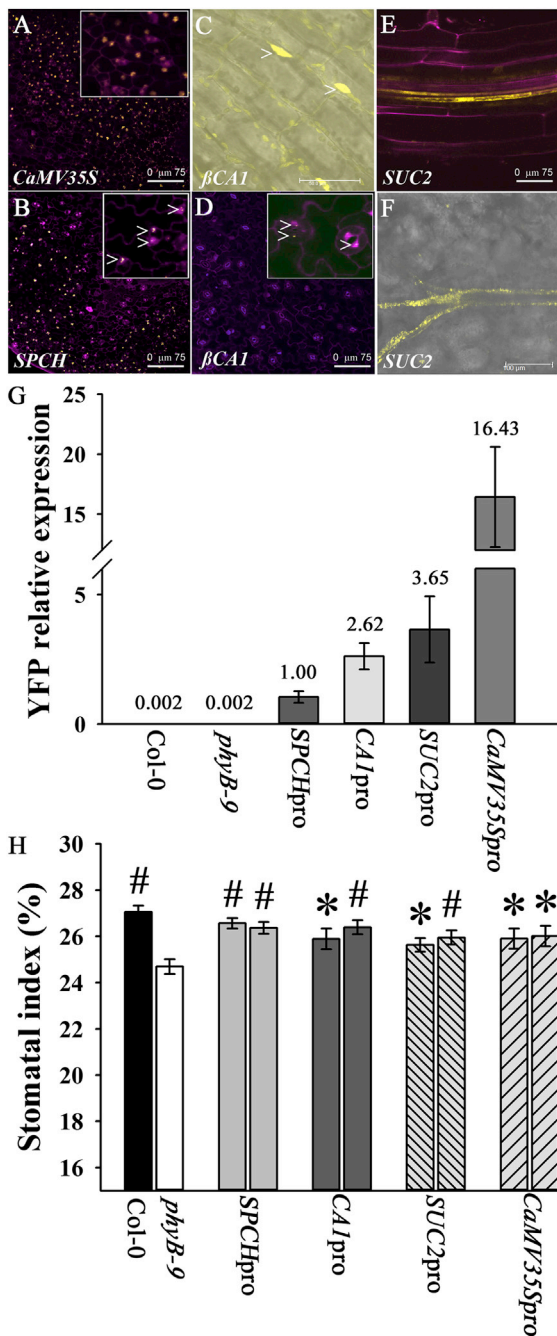 A
C
E
CaMV35S
0 µm 75
βCA1
SUC2
0 µm 75
B
D
F
SPCH
0 µm 75
βCA1
0 µm 75
SUC2
100 µm
G
YFP relative expression
25
20
15
5
0
0.002
0.002
1.00
2.62
3.65
16.43
Col-0
phyB-9
SPCHpro
CA1pro
SUC2pro
CaMV35Spro
H
Stomatal index (%)
30
28
26
24
22
20
18
16
#
# #
* #
* #
* *
Col-0
phyB-9
SPCHpro
CA1pro
SUC2pro
CaMV35Spro